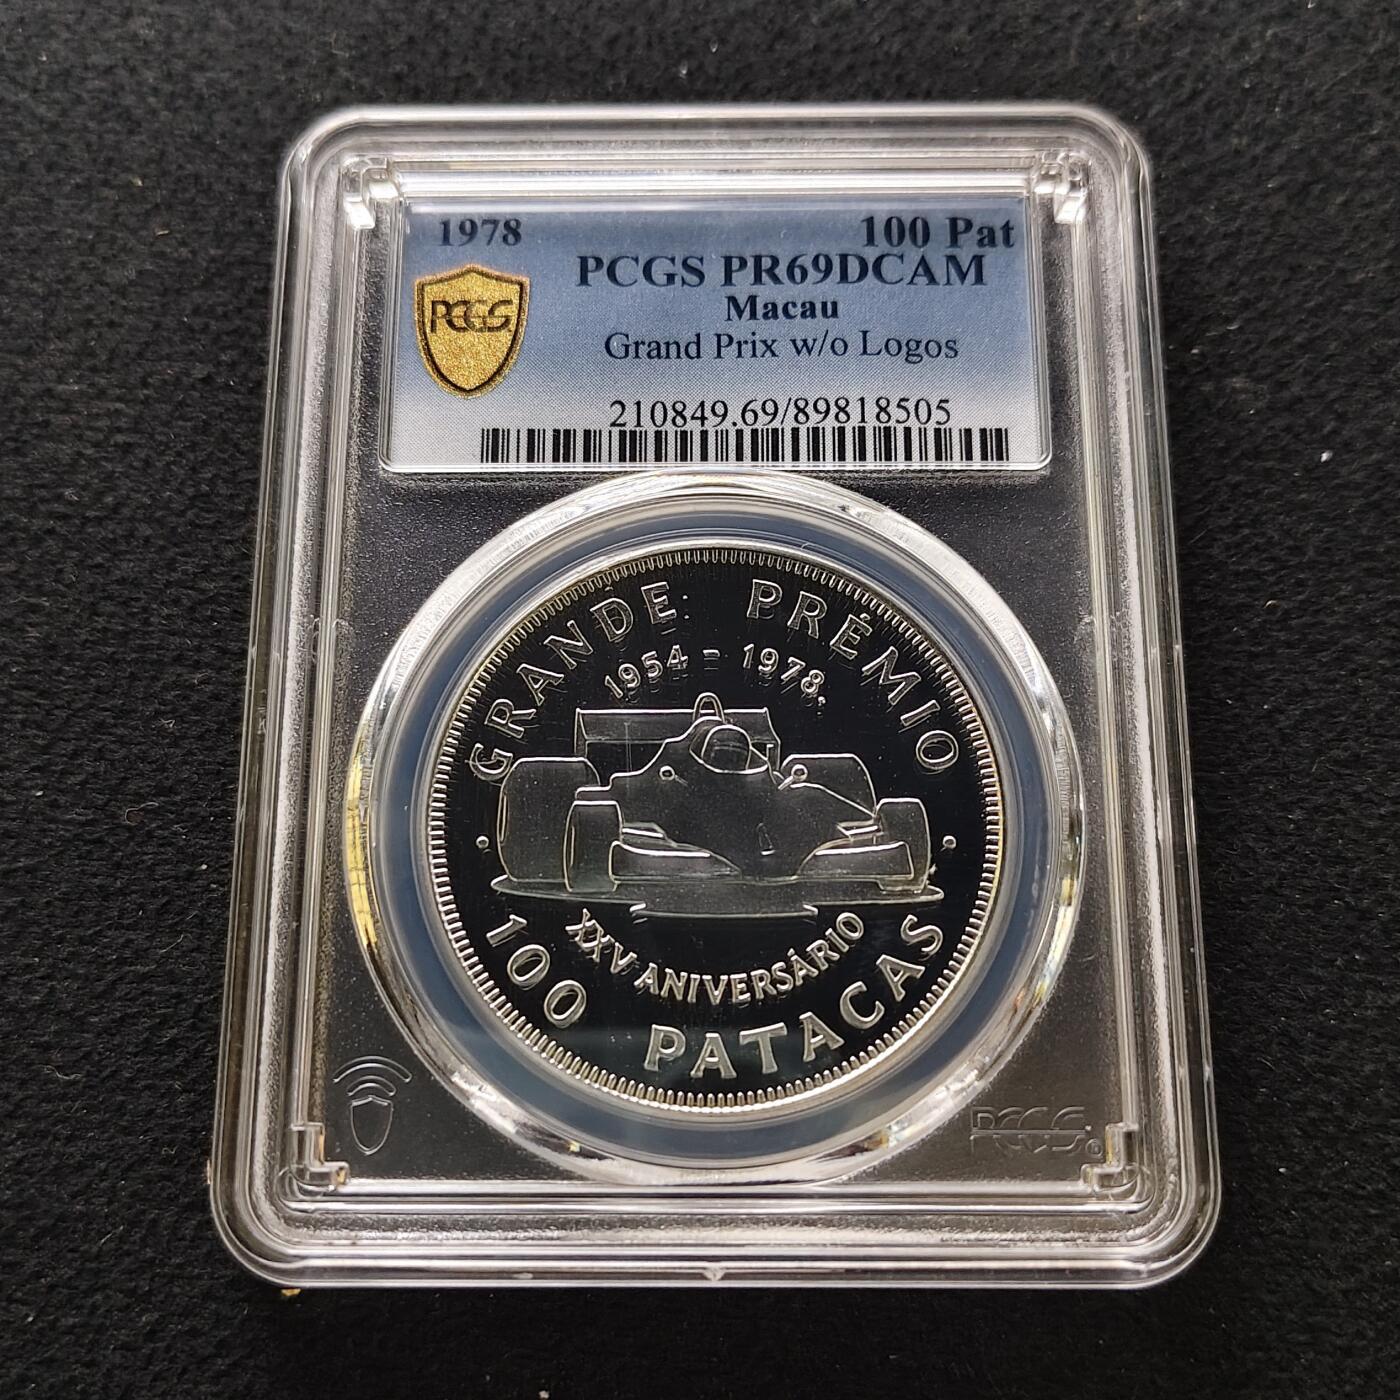 1978 100 Pat
PCGS PR69DCAM
PCGS
Macau
Grand Prix w/o Logos
210849.69/89818505
GRANDE PRÉMIO
1954 - 1978
XXV ANIVERSÁRIO
100 PATACAS
PCGS